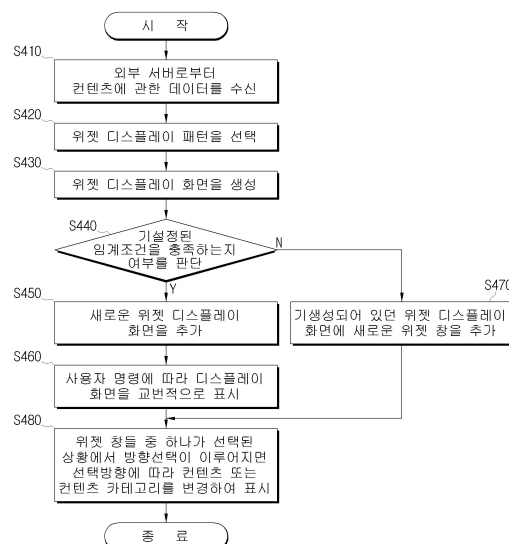 시 작
S410
외부 서버로부터
컨텐츠에 관한 데이터를 수신
S420
위젯 디스플레이 패턴을 선택
S430
위젯 디스플레이 화면을 생성
S440
기설정된
임계조건을 충족하는지
여부를 판단
N
Y
S450
새로운 위젯 디스플레이
화면을 추가
S470
기생성되어 있던 위젯 디스플레이
화면에 새로운 위젯 창을 추가
S460
사용자 명령에 따라 디스플레이
화면을 교번적으로 표시
S480
위젯 창들 중 하나가 선택된
상황에서 방향선택이 이루어지면
선택방향에 따라 컨텐츠 또는
컨텐츠 카테고리를 변경하여 표시
종 료